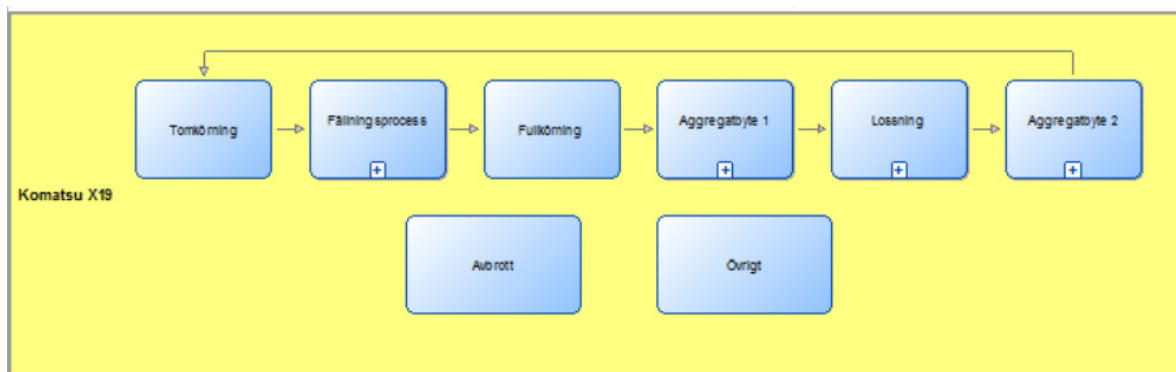 Tomkörning
Fällningsprocess
Fullkörning
Aggregatbyte 1
Lossning
Aggregatbyte 2
Komatsu X19
Avbrott
Övrigt